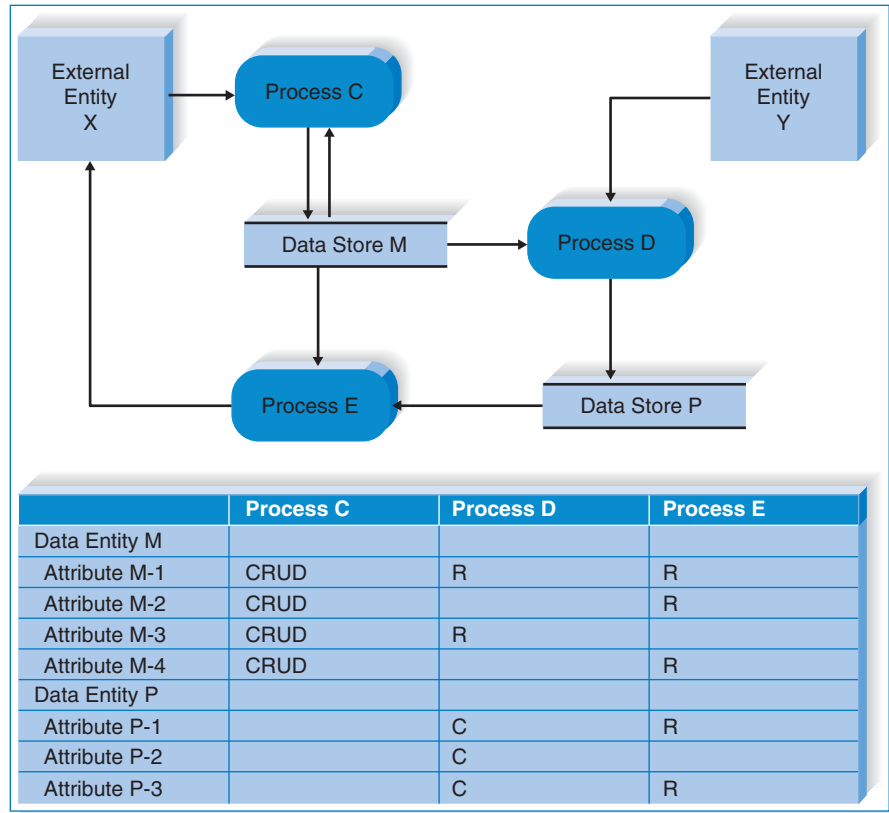 External
Entity
X
Process C
External
Entity
Y
Data Store M
Process D
Process E
Data Store P
Process C Process D Process E
Data Entity M
Attribute M-1 CRUD R R
Attribute M-2 CRUD R
Attribute M-3 CRUD R
Attribute M-4 CRUD R
Data Entity P
Attribute P-1 C R
Attribute P-2 C
Attribute P-3 C R